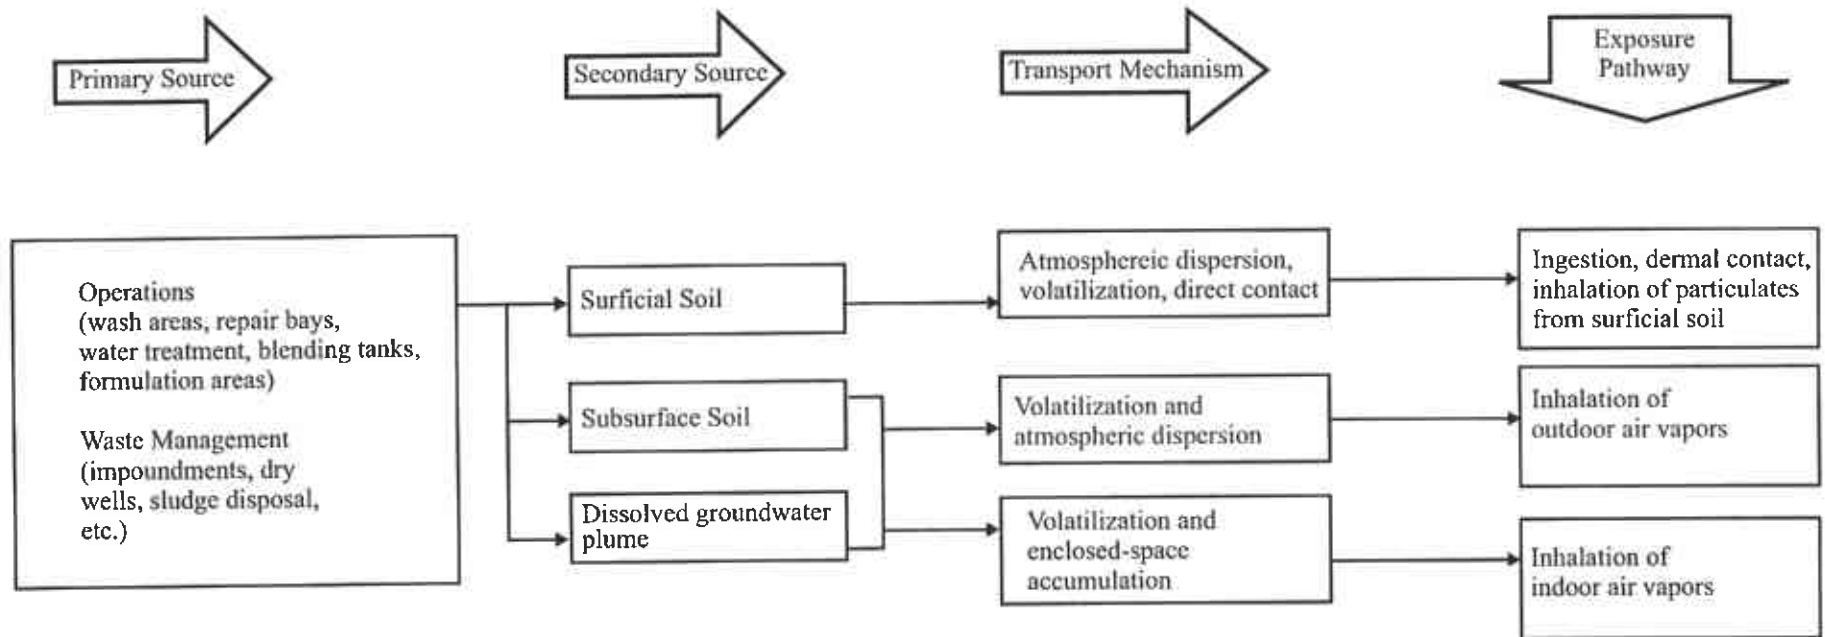 Primary Source
Secondary Source
Transport Mechanism
Exposure
Pathway
Operations
(wash areas, repair bays,
water treatment, blending tanks,
formulation areas)
Waste Management
(impoundments, dry
wells, sludge disposal,
etc.)
Surficial Soil
Subsurface Soil
Dissolved groundwater
plume
Atmosphereic dispersion,
volatilization, direct contact
Volatilization and
atmospheric dispersion
Volatilization and
enclosed-space
accumulation
Ingestion, dermal contact,
inhalation of particulates
from surficial soil
Inhalation of
outdoor air vapors
Inhalation of
indoor air vapors